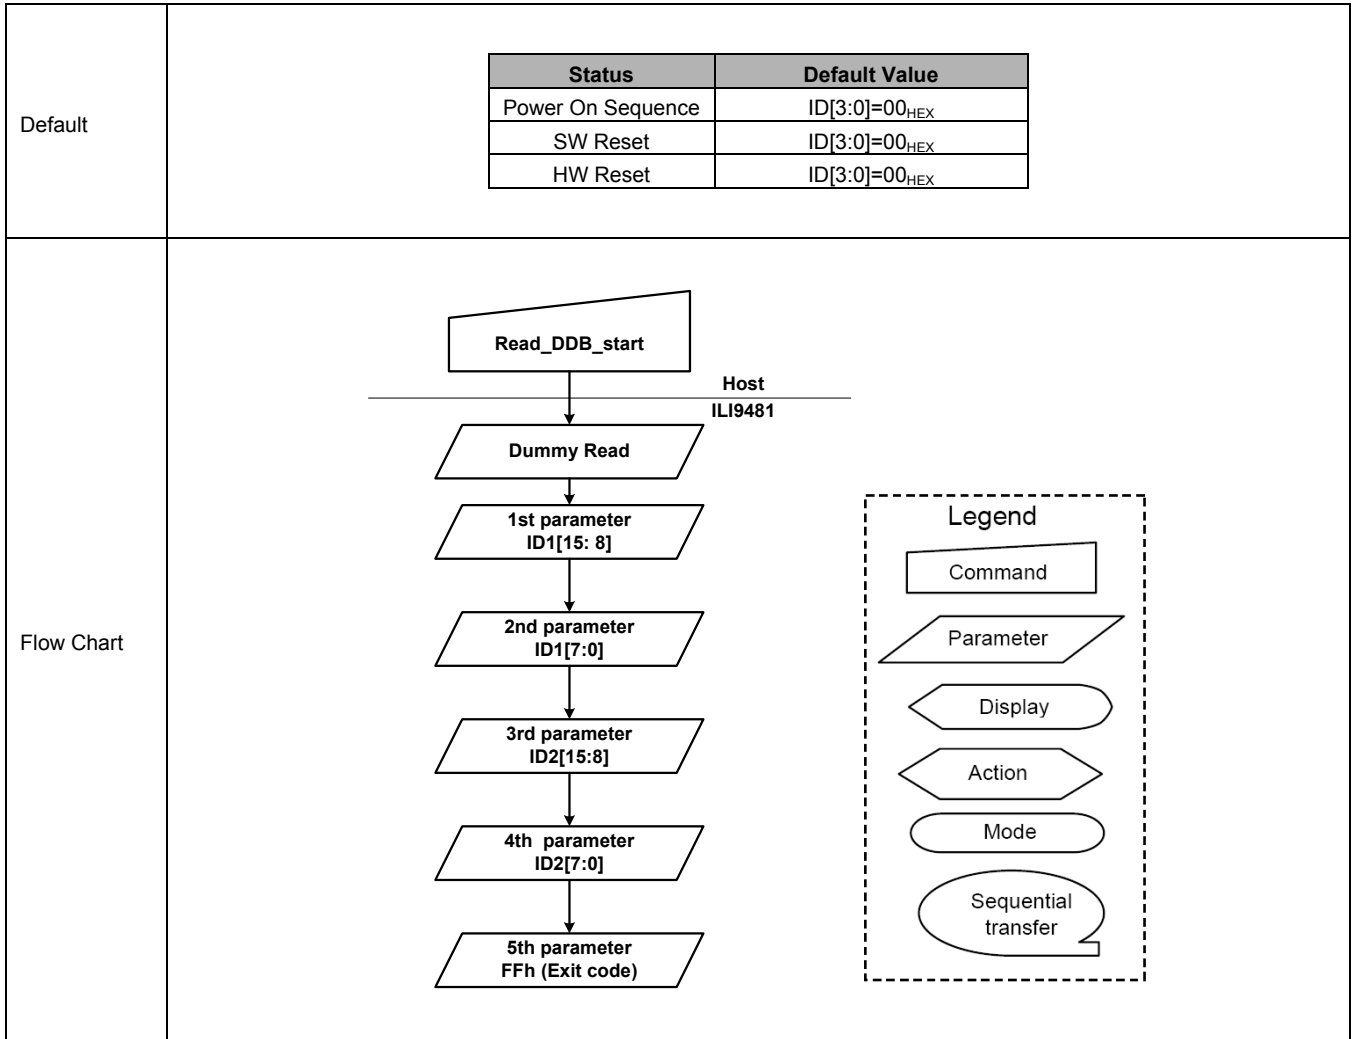 Default
Status Default Value
Power On Sequence ID[3:0]=00HEX
SW Reset ID[3:0]=00HEX
HW Reset ID[3:0]=00HEX
Flow Chart
Read_DDB_start
Host
ILI9481
Dummy Read
1st parameter
ID1[15: 8]
2nd parameter
ID1[7:0]
3rd parameter
ID2[15:8]
4th parameter
ID2[7:0]
5th parameter
FFh (Exit code)
Legend
Command
Parameter
Display
Action
Mode
Sequential
transfer